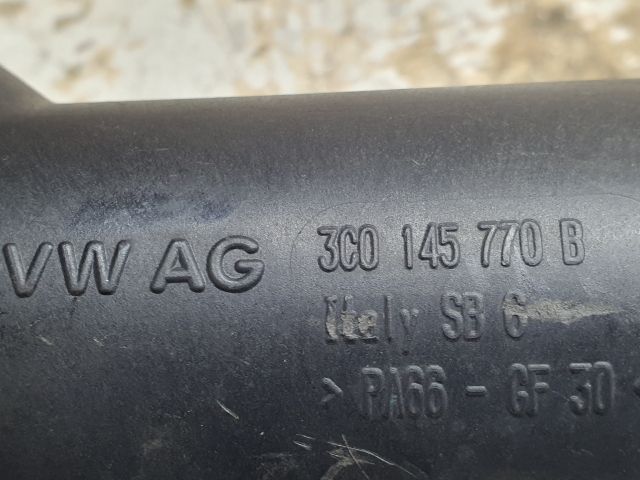 VW AG 3C0 145 770 B
Italy SB 6
> PA66 - GF 30 <